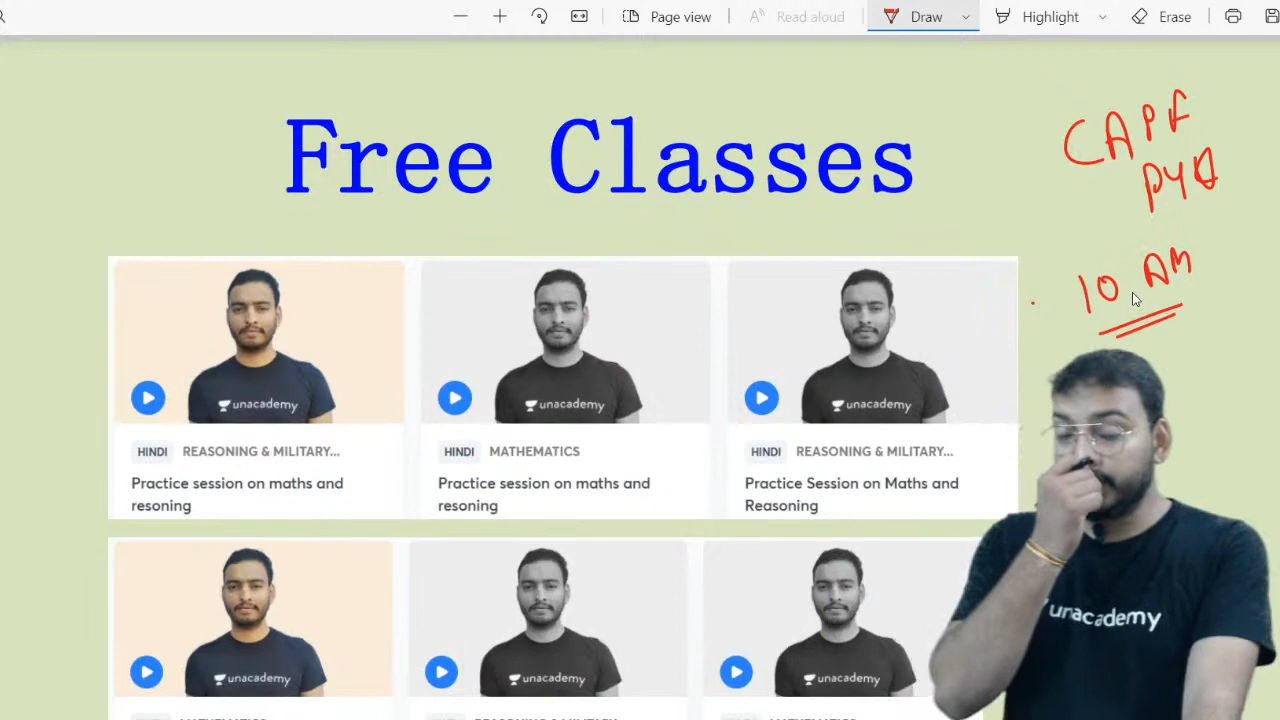 Page view
Read aloud
Draw
Highlight
Erase
Free Classes
CAPF
PYQ
10 AM
unacademy
unacademy
unacademy
HINDI REASONING & MILITARY...
HINDI MATHEMATICS
HINDI REASONING & MILITARY...
Practice session on maths and
resoning
Practice session on maths and
resoning
Practice Session on Maths and
Reasoning
unacademy
unacademy
unacademy
unacademy